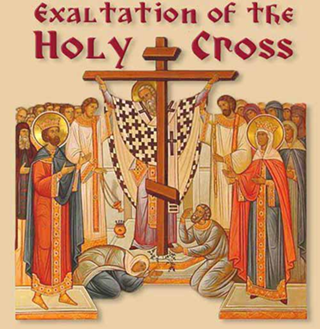 Exaltation of the
Holy Cross